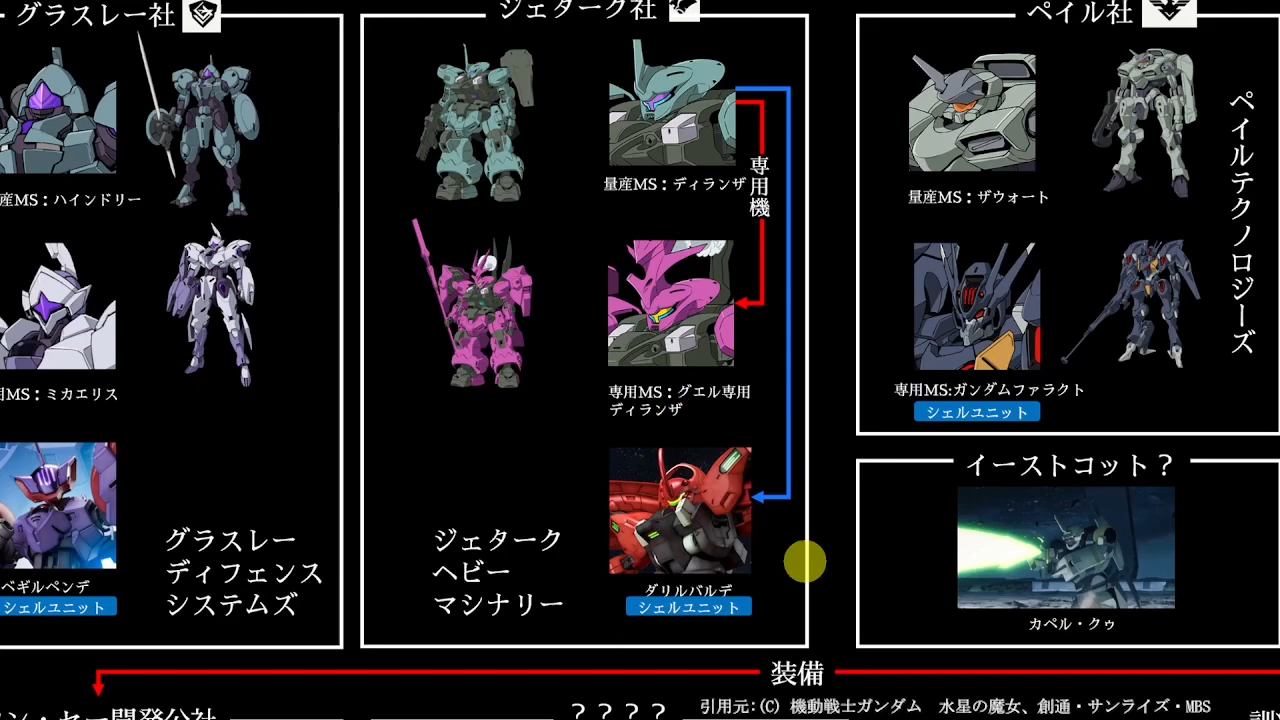 グラスレー社
産MS：ハインドリー
用MS：ミカエリス
ベギルペンデ
シェルユニット
グラスレー
ディフェンス
システムズ
ジェターク社
量産MS：ディランザ
専用機
専用MS：グエル専用
ディランザ
ダリルバルデ
シェルユニット
ジェターク
ヘビー
マシナリー
ペイル社
量産MS：ザウォート
専用MS:ガンダムファラクト
シェルユニット
ペイルテクノロジーズ
イーストコット？
カペル・クゥ
装備
ン・セー開発公社
？？？？
引用元：(C) 機動戦士ガンダム　水星の魔女、創通・サンライズ・MBS